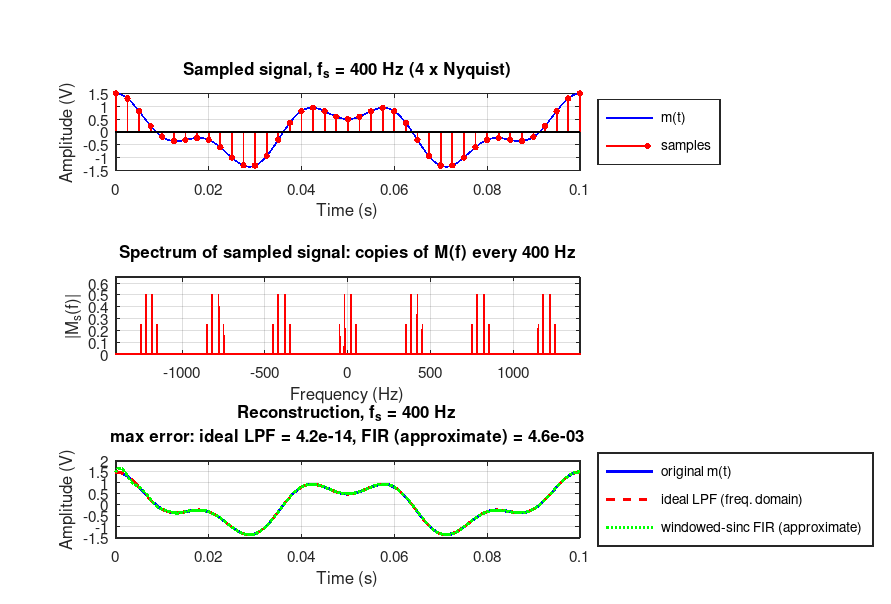 Sampled signal, fs = 400 Hz (4 x Nyquist)
Amplitude (V)
1.5
1
0.5
0
-0.5
-1
-1.5
0
0.02
0.04
0.06
0.08
0.1
Time (s)
m(t)
samples
Spectrum of sampled signal: copies of M(f) every 400 Hz
|Ms(f)|
0.6
0.5
0.4
0.3
0.2
0.1
0
-1000
-500
0
500
1000
Frequency (Hz)
Reconstruction, fs = 400 Hz
max error: ideal LPF = 4.2e-14, FIR (approximate) = 4.6e-03
Amplitude (V)
2
1.5
1
0.5
0
-0.5
-1
-1.5
0
0.02
0.04
0.06
0.08
0.1
Time (s)
original m(t)
ideal LPF (freq. domain)
windowed-sinc FIR (approximate)